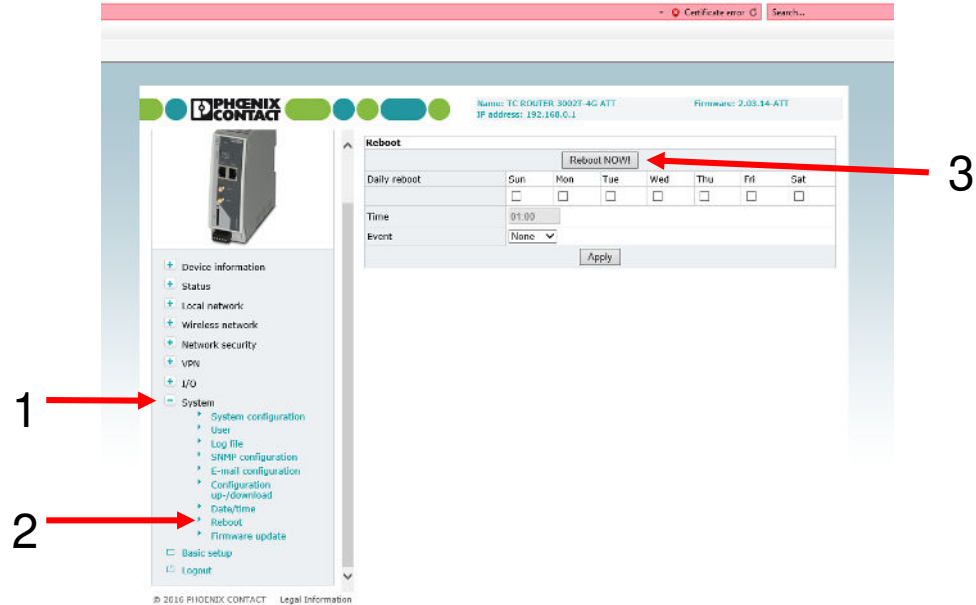 Certificate error
Search...
PHŒNIX
CONTACT
Name: TC ROUTER 3002T-4G ATT
Firmware: 2.03.14-ATT
IP address: 192.168.0.1
Reboot
Reboot NOW!
3
Daily reboot Sun Mon Tue Wed Thu Fri Sat
Time 01:00
Event None
Apply
Device information
Status
Local network
Wireless network
Network security
VPN
I/O
1
System
System configuration
User
Log file
SNMP configuration
E-mail configuration
Configuration
up-/download
Date/time
2
Reboot
Firmware update
Basic setup
Logout
© 2016 PHOENIX CONTACT Legal Information